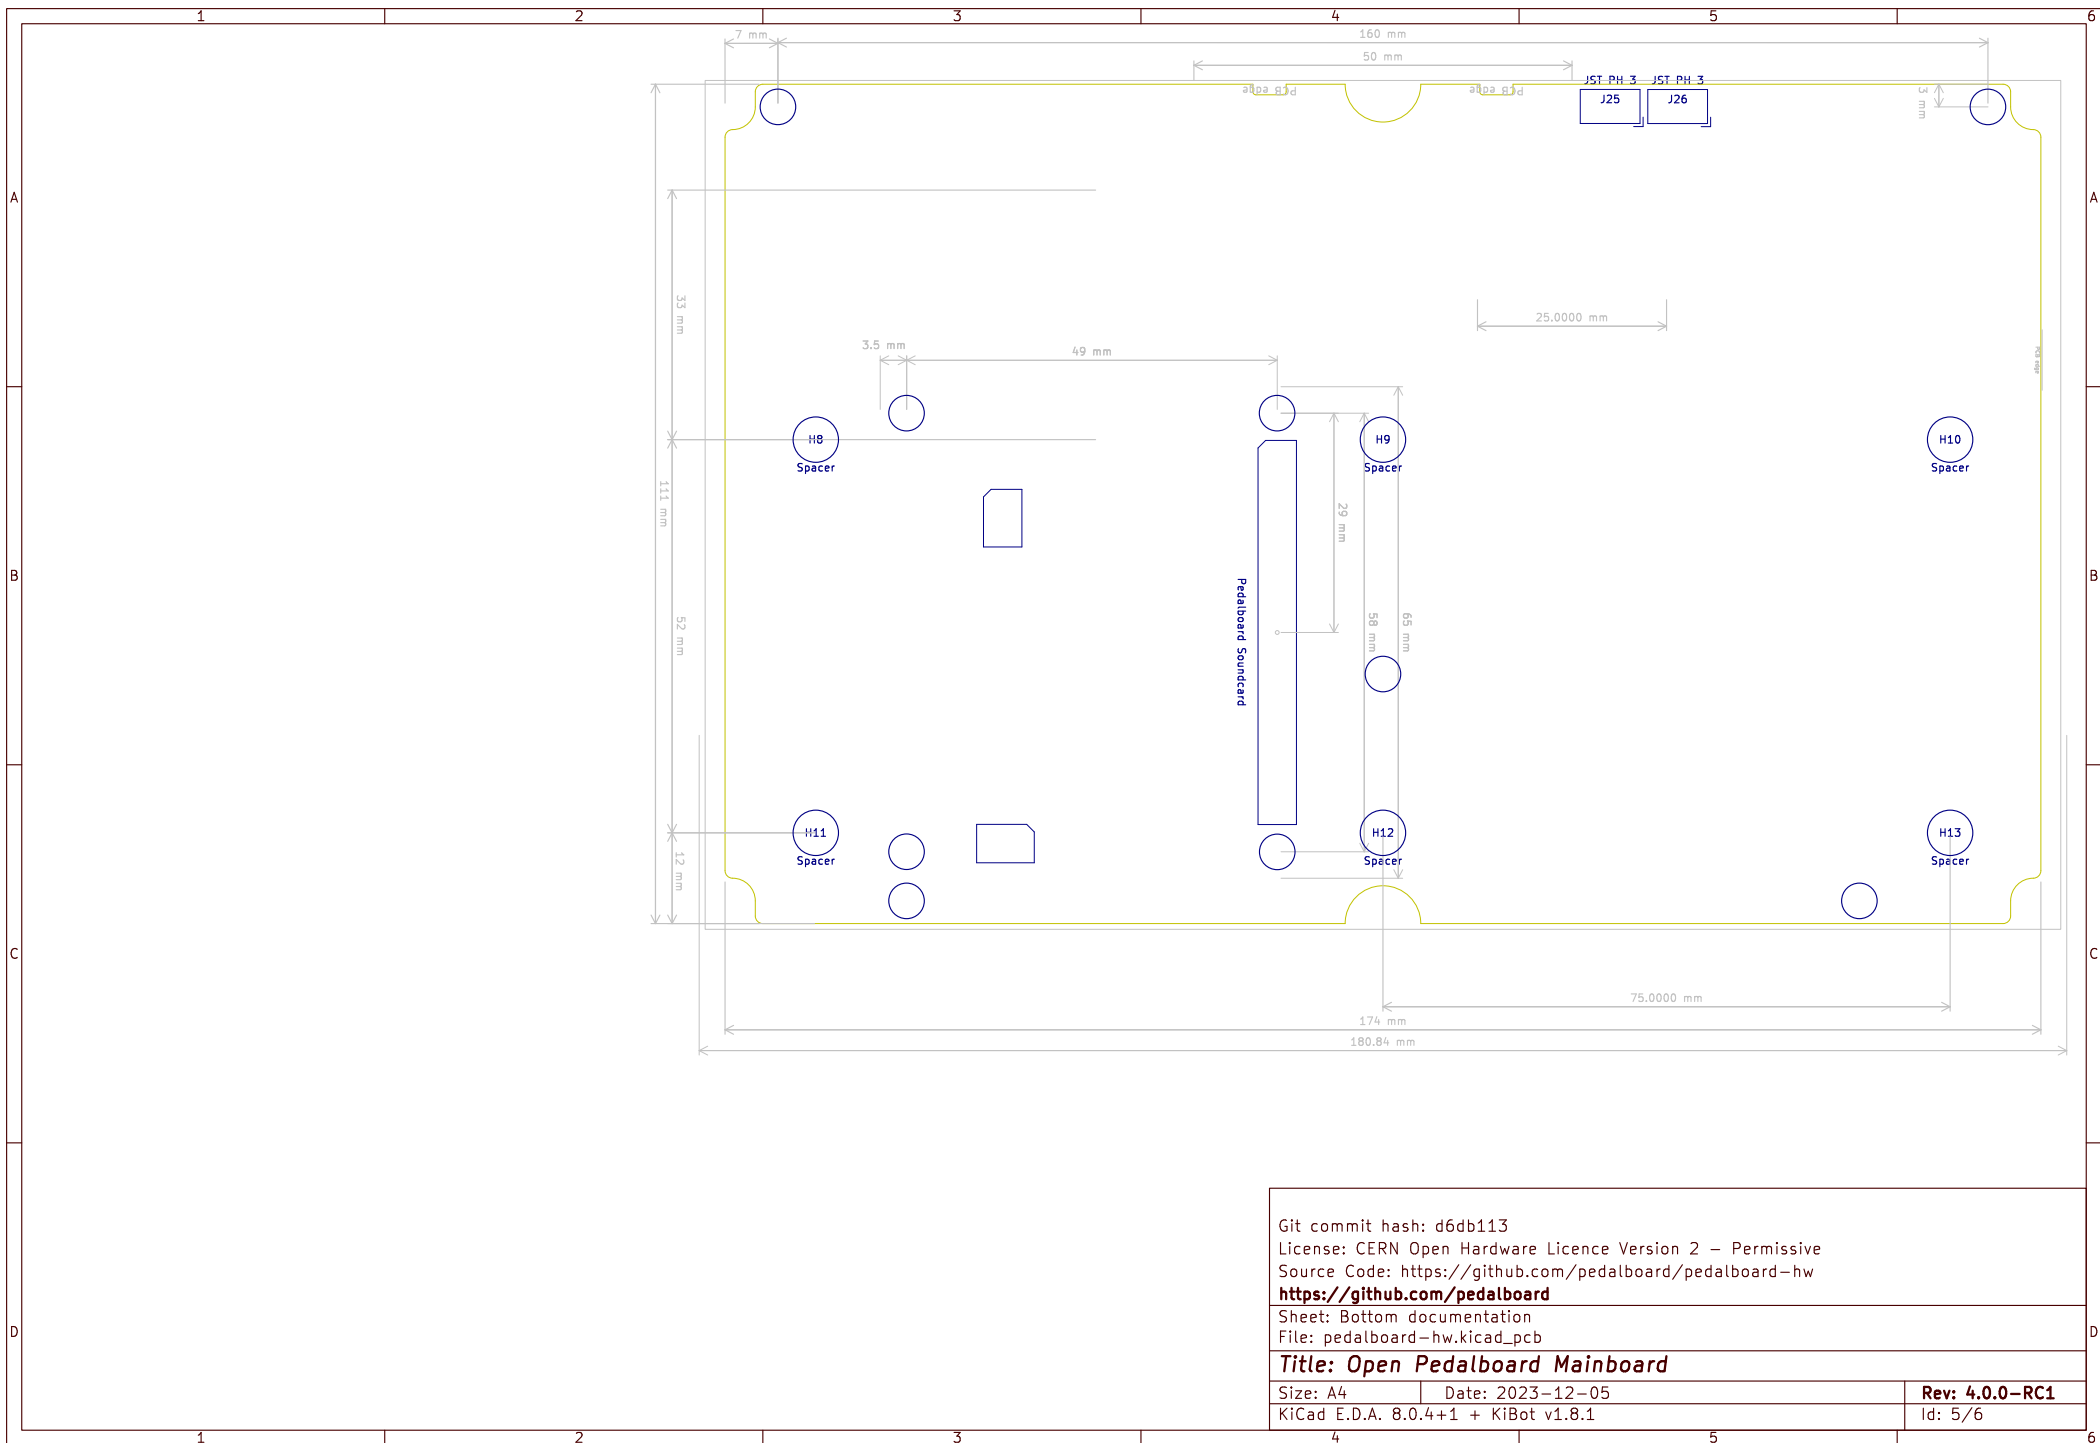 1 2 3 4 5 6
7 mm
160 mm
50 mm
PCB edge
PCB edge
JST PH 3 JST PH 3
J25 J26
3 mm
A A
33 mm
25.0000 mm
3.5 mm
49 mm
PCB edge
H8 H9 H10
Spacer Spacer Spacer
111 mm
29 mm
B B
Pedalboard Soundcard
52 mm
58 mm
65 mm
H11 H12 H13
Spacer Spacer Spacer
12 mm
C C
75.0000 mm
174 mm
180.84 mm
Git commit hash: d6db113
License: CERN Open Hardware Licence Version 2 - Permissive
Source Code: https://github.com/pedalboard/pedalboard-hw
https://github.com/pedalboard
Sheet: Bottom documentation
D D
File: pedalboard-hw.kicad_pcb
Title: Open Pedalboard Mainboard
Size: A4 Date: 2023-12-05 Rev: 4.0.0-RC1
KiCad E.D.A. 8.0.4+1 + KiBot v1.8.1 Id: 5/6
1 2 3 4 5 6